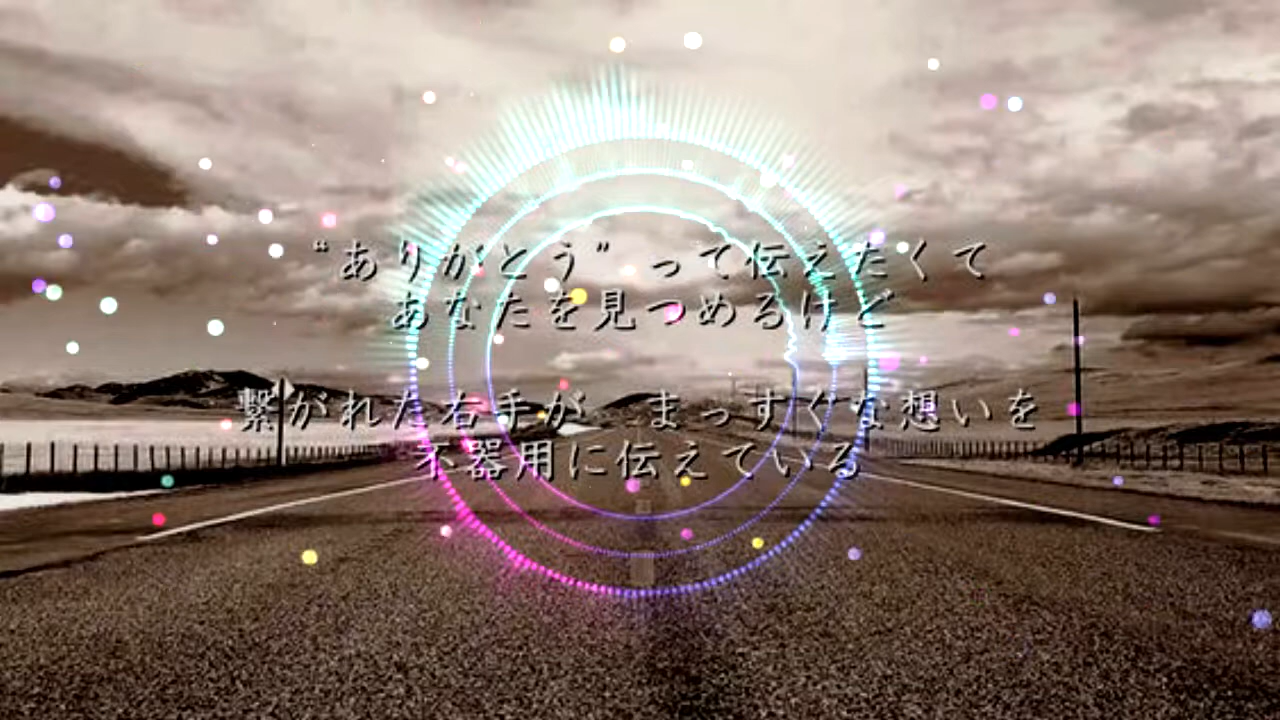 “ありがとう”って伝えたくて
あなたを見つめるけど
繋がれた右手が　まっすぐな想いを
不器用に伝えている